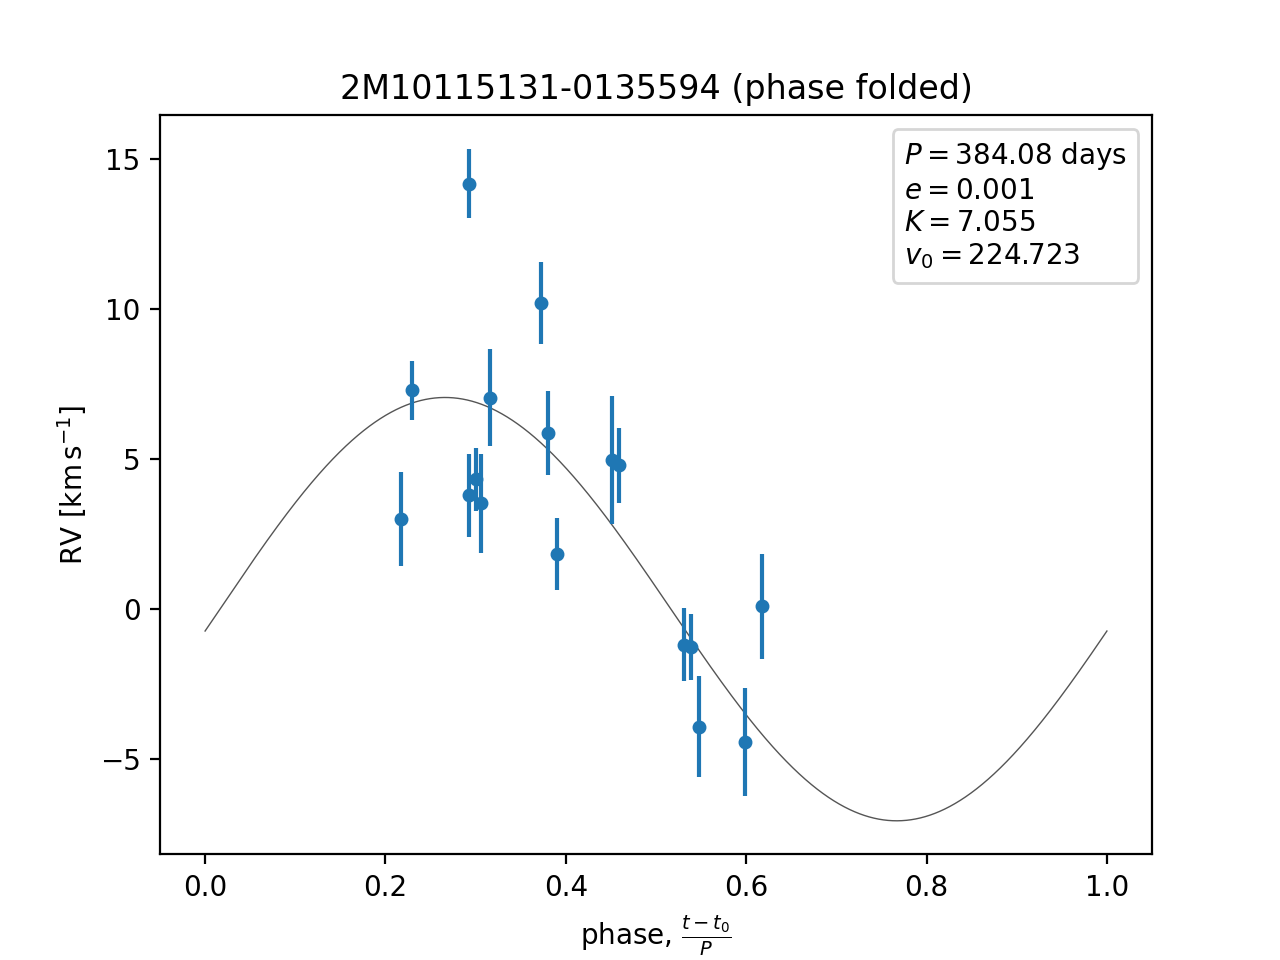 2M10115131-0135594 (phase folded)
P = 384.08 days
e = 0.001
K = 7.055
v₀ = 224.723
15
10
5
0
−5
RV [km s⁻¹]
0.0 0.2 0.4 0.6 0.8 1.0
phase, (t − t₀)/P